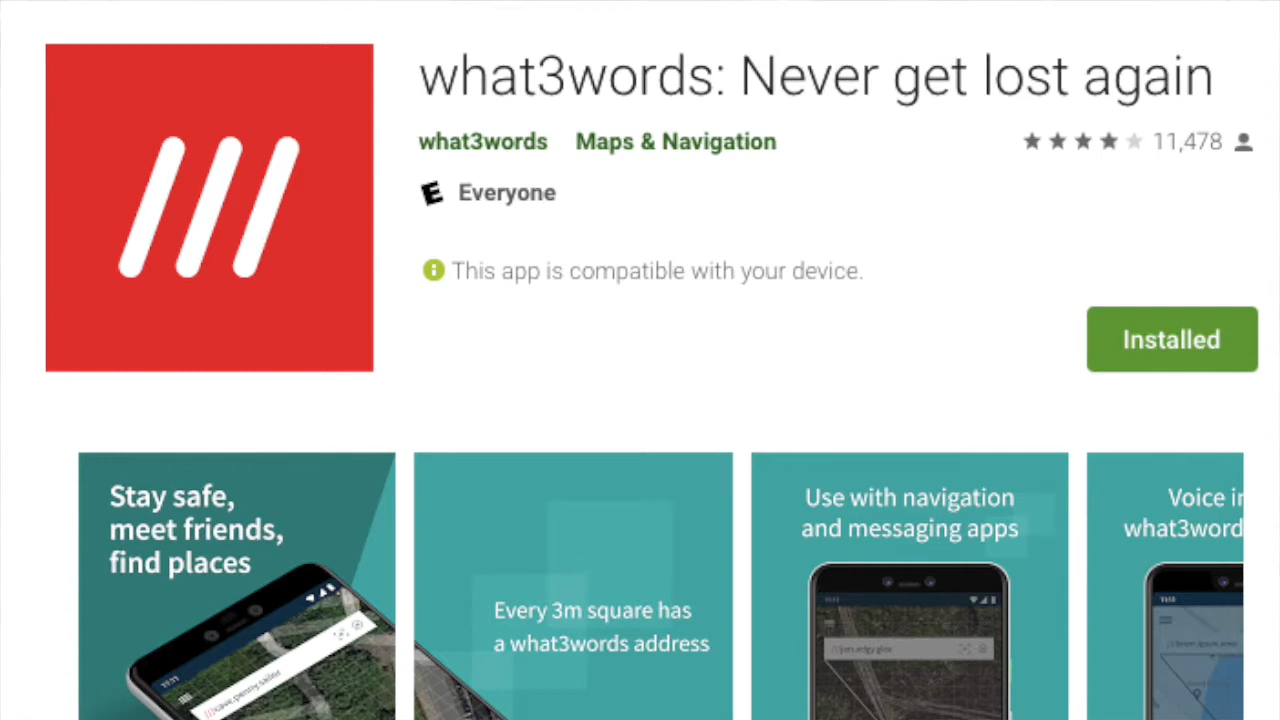 what3words: Never get lost again
what3words Maps & Navigation 11,478
E Everyone
This app is compatible with your device.
Installed
Stay safe,
meet friends,
find places
Every 3m square has
a what3words address
Use with navigation
and messaging apps
Voice
what3word
11:11